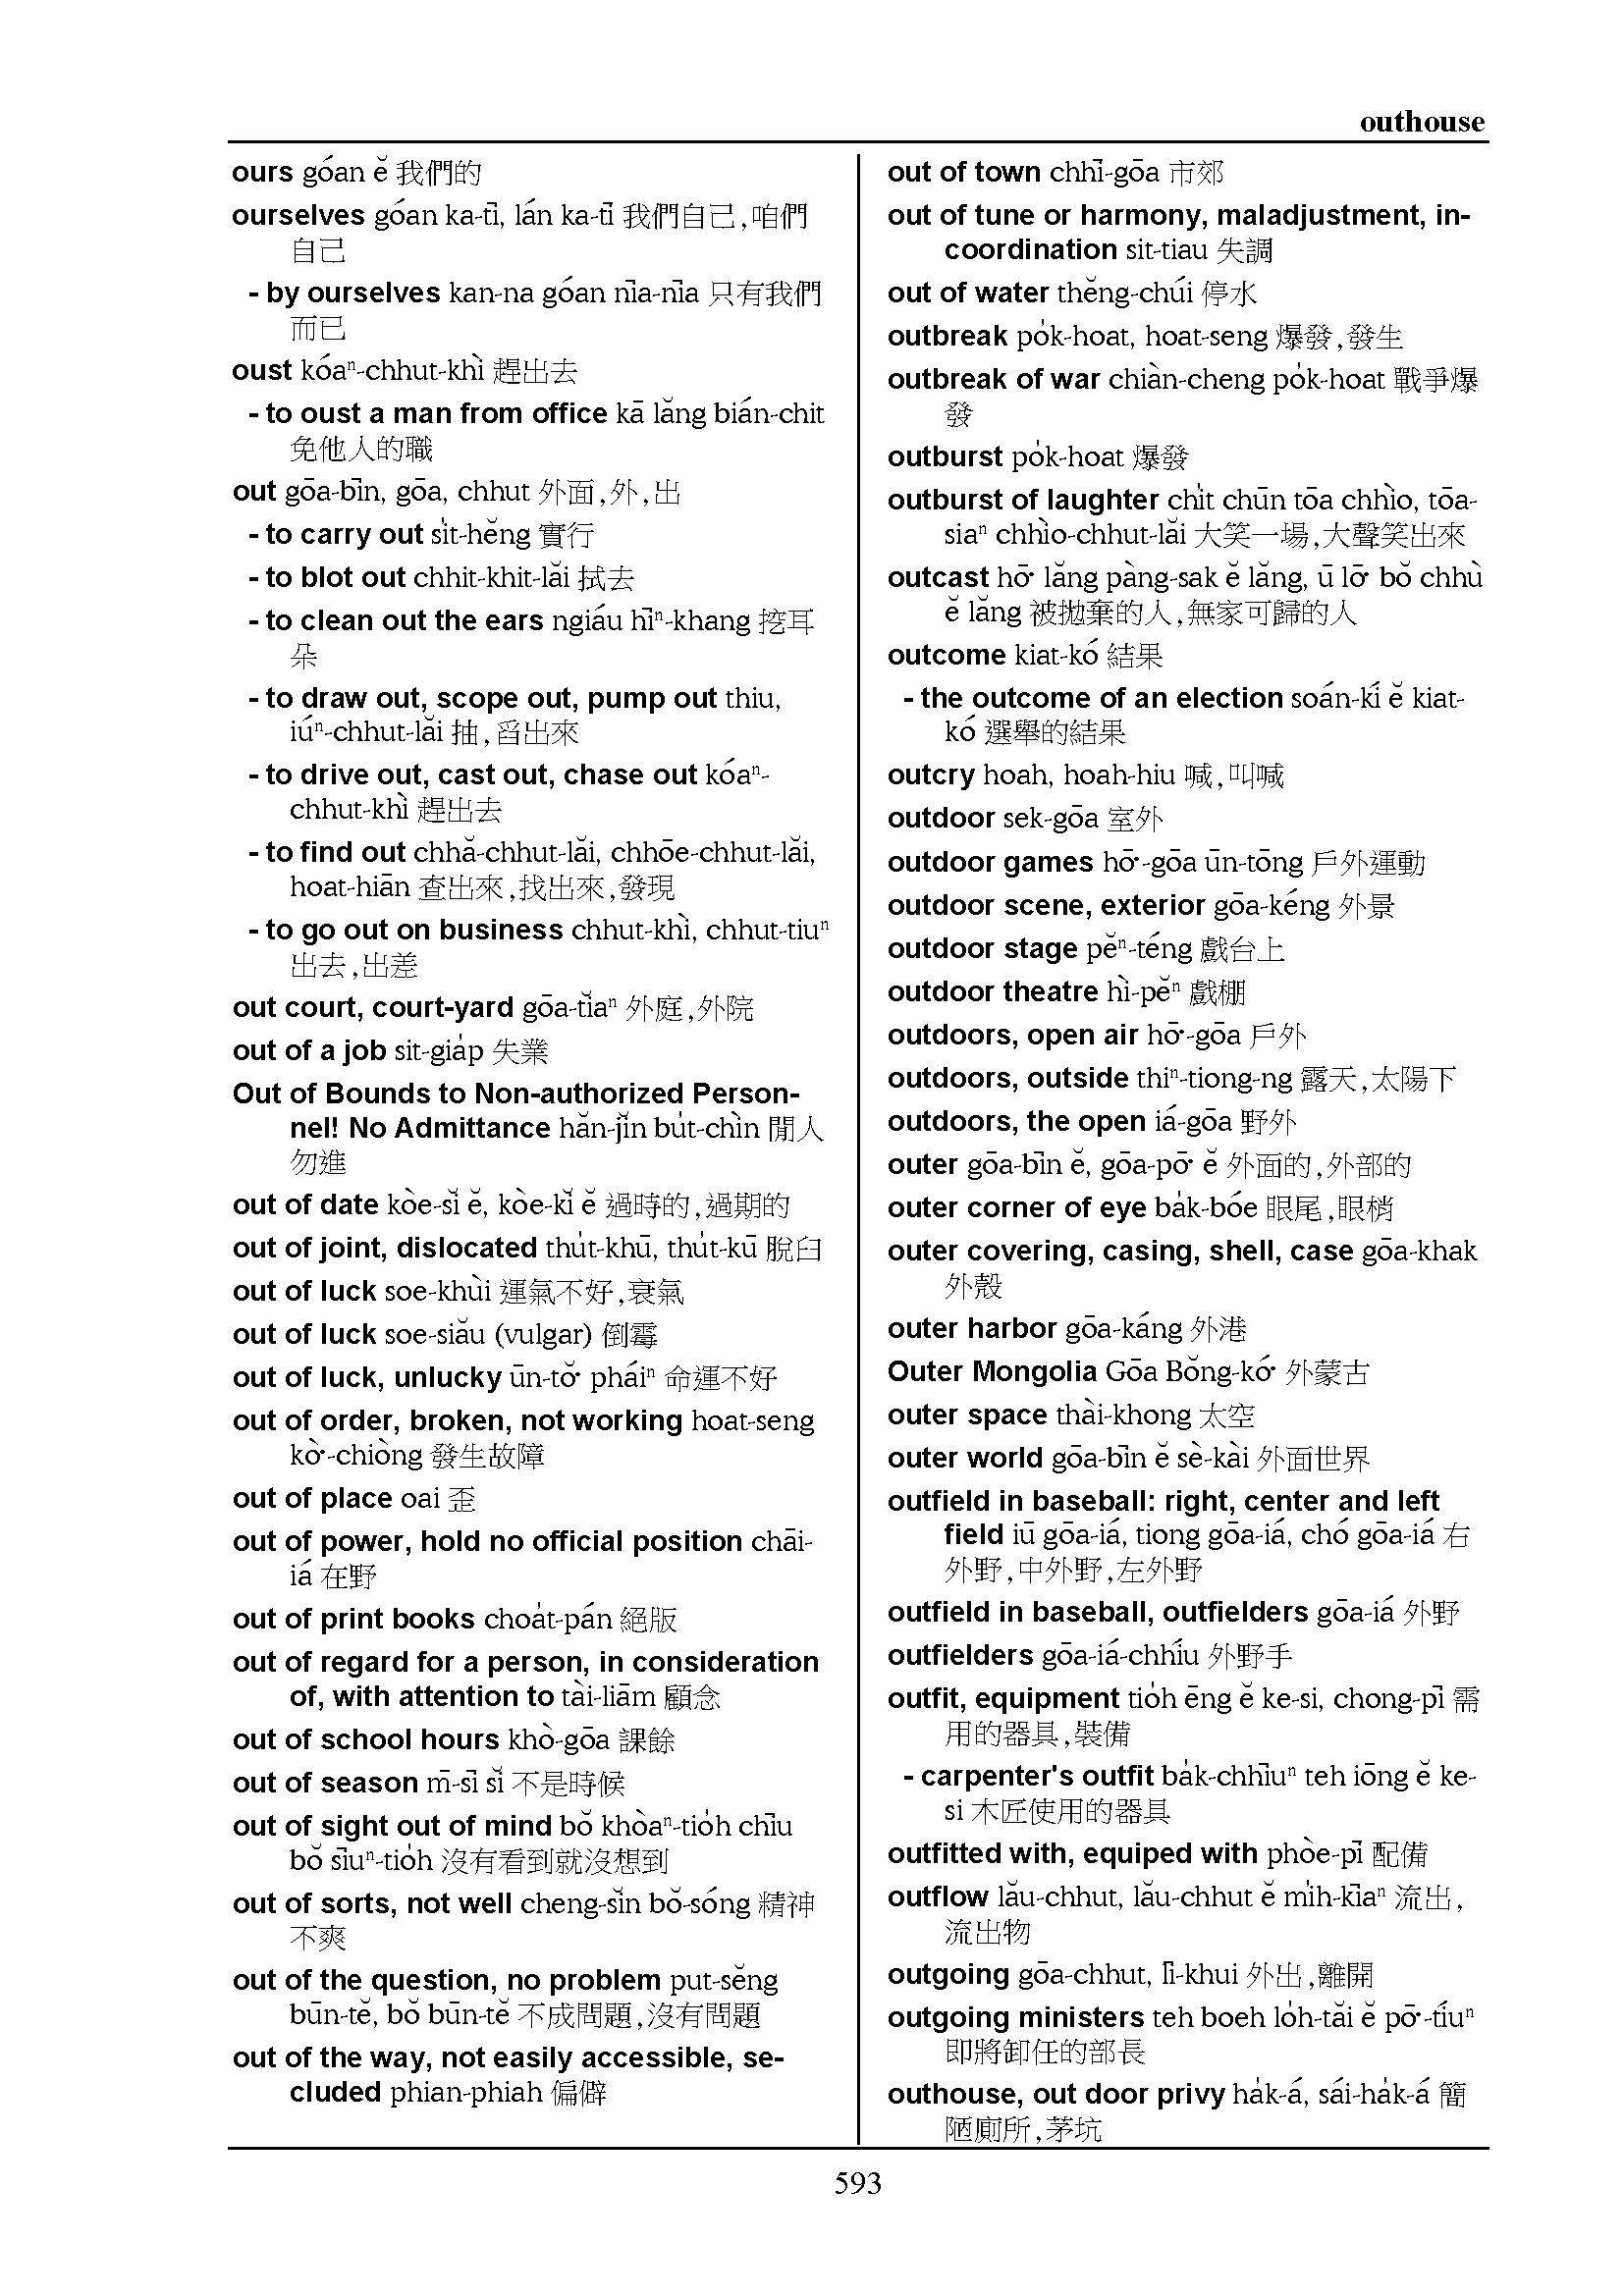 outhouse
ours góan ĕ 我們的
ourselves góan ka-tī, lán ka-tī 我們自己,咱們
自己
- by ourselves kan-na góan nīa-nīa 只有我們
而已
oust kóaⁿ-chhut-khì 趕出去
- to oust a man from office kā lăng bián-chit
免他人的職
out gōa-bīn, gōa, chhut 外面,外,出
- to carry out si̍t-hĕng 實行
- to blot out chhit-khit-lăi 拭去
- to clean out the ears ngiáu hīⁿ-khang 挖耳
朵
- to draw out, scope out, pump out thiu,
iúⁿ-chhut-lăi 抽,舀出來
- to drive out, cast out, chase out kóaⁿ-
chhut-khì 趕出去
- to find out chhă-chhut-lăi, chhōe-chhut-lăi,
hoat-hiān 查出來,找出來,發現
- to go out on business chhut-khì, chhut-tiuⁿ
出去,出差
out court, court-yard gōa-tĭaⁿ 外庭,外院
out of a job sit-gia̍p 失業
Out of Bounds to Non-authorized Person-
nel! No Admittance hăn-jĭn bu̍t-chìn 閒人
勿進
out of date kòe-sĭ ĕ, kòe-kĭ ĕ 過時的,過期的
out of joint, dislocated thu̍t-khū, thu̍t-kū 脫臼
out of luck soe-khùi 運氣不好,衰氣
out of luck soe-siău (vulgar) 倒霉
out of luck, unlucky ūn-tŏ͘ pháiⁿ 命運不好
out of order, broken, not working hoat-seng
kò͘-chiòng 發生故障
out of place oai 歪
out of power, hold no official position chāi-
iá 在野
out of print books choa̍t-pán 絕版
out of regard for a person, in consideration
of, with attention to tài-liām 顧念
out of school hours khò-gōa 課餘
out of season m̄-sī sĭ 不是時候
out of sight out of mind bŏ khòaⁿ-tio̍h chīu
bŏ sīuⁿ-tio̍h 沒有看到就沒想到
out of sorts, not well cheng-sĭn bŏ-sóng 精神
不爽
out of the question, no problem put-sĕng
būn-tĕ, bŏ būn-tĕ 不成問題,沒有問題
out of the way, not easily accessible, se-
cluded phian-phiah 偏僻
out of town chhī-gōa 市郊
out of tune or harmony, maladjustment, in-
coordination sit-tiau 失調
out of water thĕng-chúi 停水
outbreak po̍k-hoat, hoat-seng 爆發,發生
outbreak of war chiàn-cheng po̍k-hoat 戰爭爆
發
outburst po̍k-hoat 爆發
outburst of laughter chi̍t chūn tōa chhìo, tōa-
siaⁿ chhìo-chhut-lăi 大笑一場,大聲笑出來
outcast hō͘ lăng pàng-sak ĕ lăng, ū lō͘ bŏ chhù
ĕ lăng 被拋棄的人,無家可歸的人
outcome kiat-kó 結果
- the outcome of an election soán-kí ĕ kiat-
kó 選舉的結果
outcry hoah, hoah-hiu 喊,叫喊
outdoor sek-gōa 室外
outdoor games hō͘-gōa ūn-tōng 戶外運動
outdoor scene, exterior gōa-kéng 外景
outdoor stage pĕⁿ-téng 戲台上
outdoor theatre hì-pĕⁿ 戲棚
outdoors, open air hō͘-gōa 戶外
outdoors, outside thiⁿ-tiong-ng 露天,太陽下
outdoors, the open iá-gōa 野外
outer gōa-bīn ĕ, gōa-pō͘ ĕ 外面的,外部的
outer corner of eye ba̍k-bóe 眼尾,眼梢
outer covering, casing, shell, case gōa-khak
外殼
outer harbor gōa-káng 外港
Outer Mongolia Gōa Bŏng-kó͘ 外蒙古
outer space thài-khong 太空
outer world gōa-bīn ĕ sè-kài 外面世界
outfield in baseball: right, center and left
field iū gōa-iá, tiong gōa-iá, chó gōa-iá 右
外野,中外野,左外野
outfield in baseball, outfielders gōa-iá 外野
outfielders gōa-iá-chhíu 外野手
outfit, equipment tio̍h ēng ĕ ke-si, chong-pī 需
用的器具,裝備
- carpenter's outfit ba̍k-chhīuⁿ teh iōng ĕ ke-
si 木匠使用的器具
outfitted with, equiped with phòe-pī 配備
outflow lău-chhut, lău-chhut ĕ mi̍h-kīaⁿ 流出,
流出物
outgoing gōa-chhut, lī-khui 外出,離開
outgoing ministers teh boeh lo̍h-tăi ĕ pō͘-tíuⁿ
即將卸任的部長
outhouse, out door privy ha̍k-á, sái-ha̍k-á 簡
陋廁所,茅坑
593